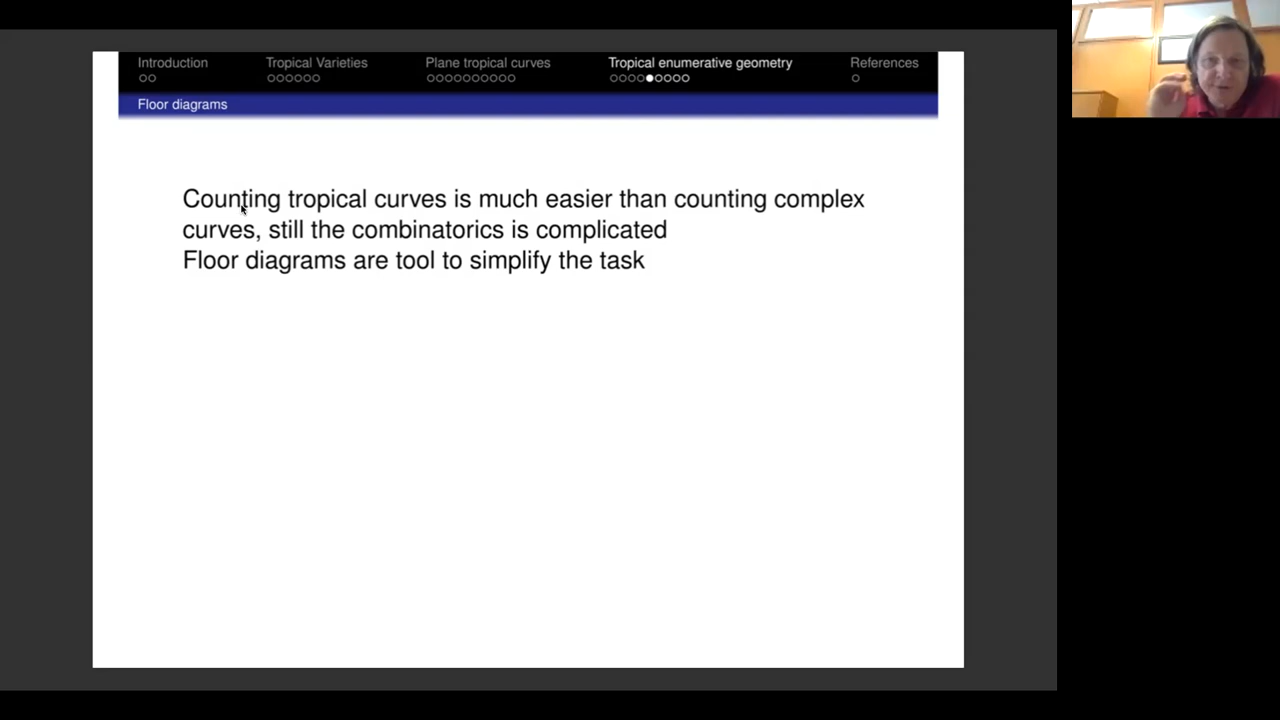 Introduction Tropical Varieties Plane tropical curves Tropical enumerative geometry References
Floor diagrams
Counting tropical curves is much easier than counting complex
curves, still the combinatorics is complicated
Floor diagrams are tool to simplify the task